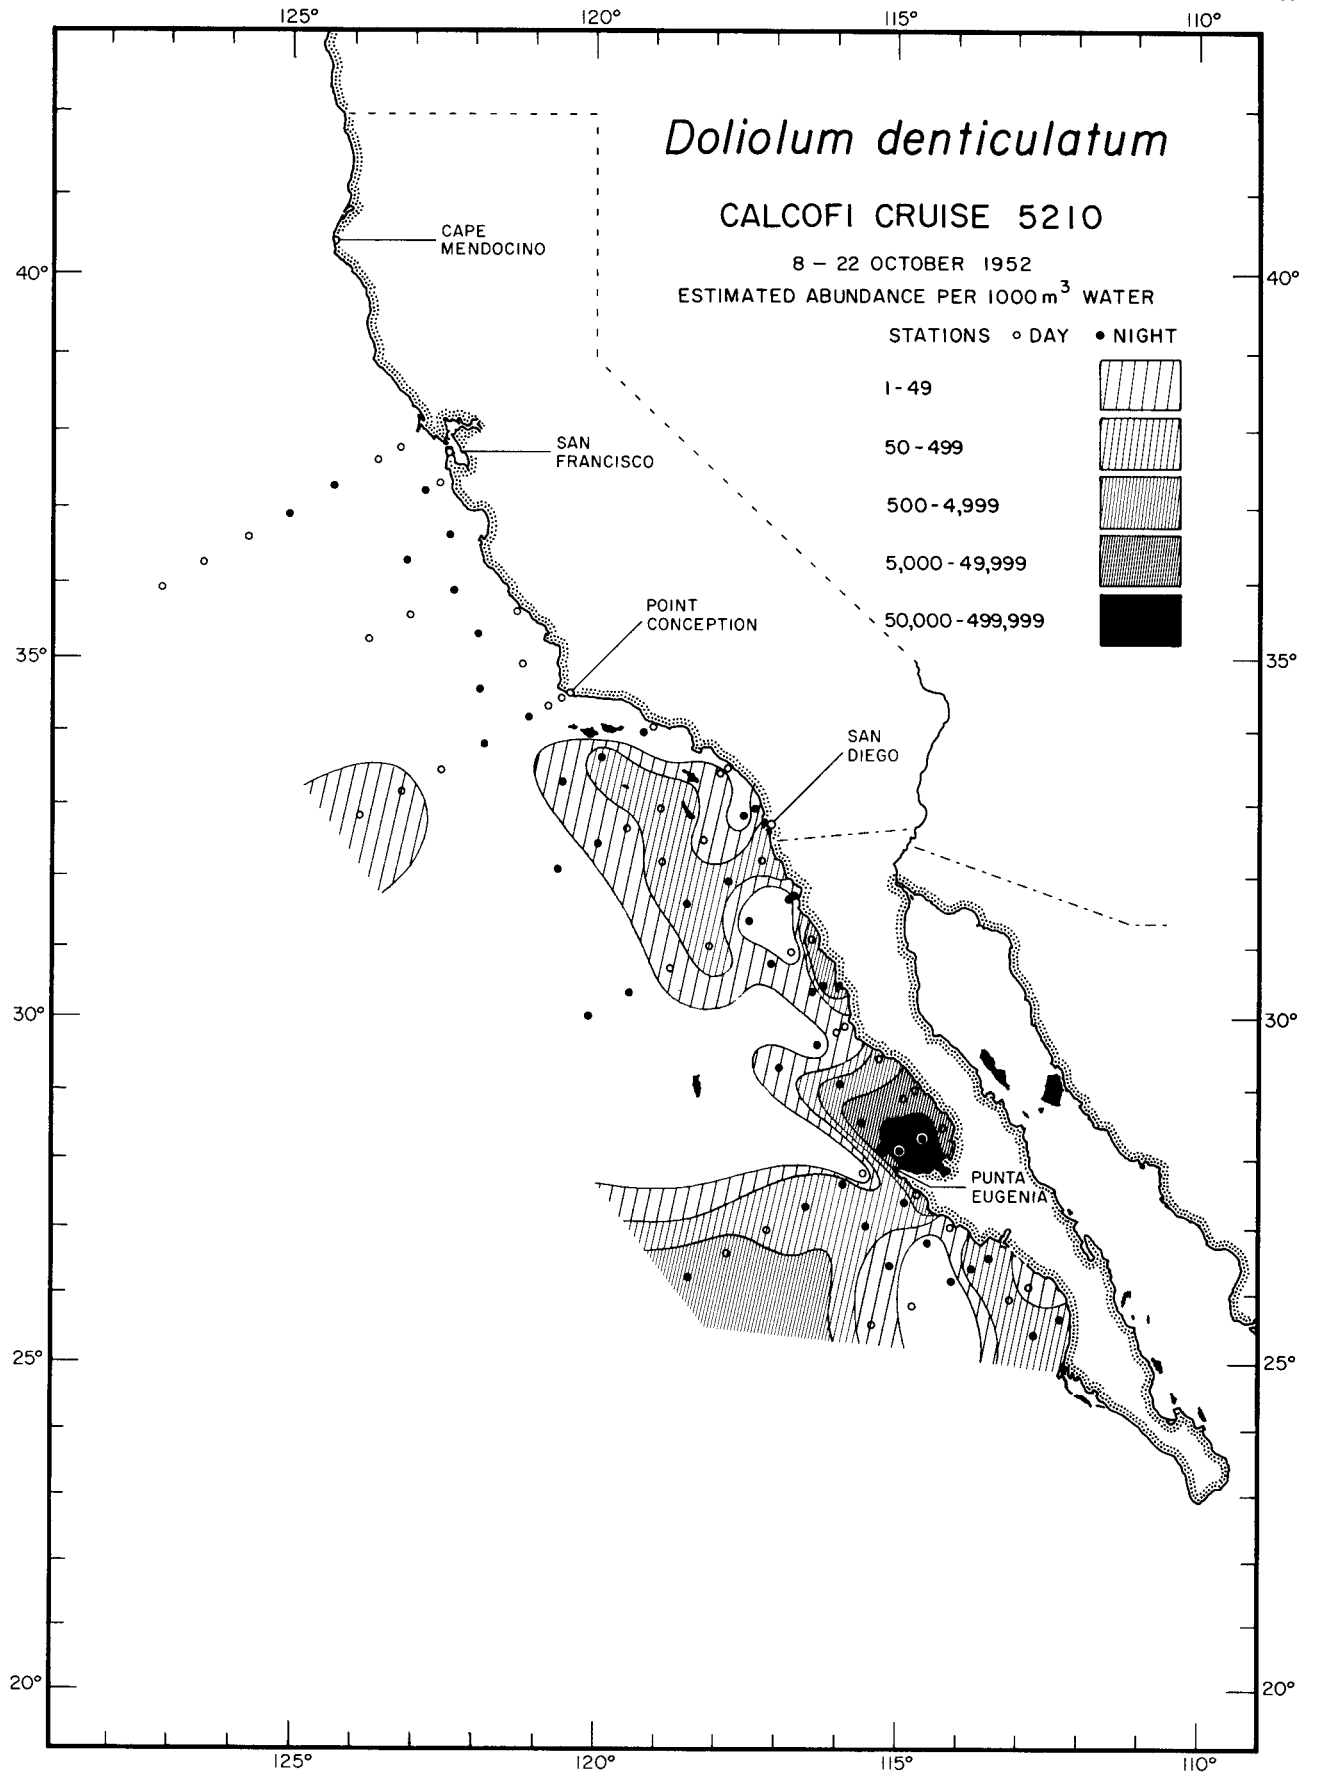 125° 120° 115° 110°
Doliolum denticulatum
CALCOFI CRUISE 5210
8 – 22 OCTOBER 1952
ESTIMATED ABUNDANCE PER 1000 m³ WATER
STATIONS ○ DAY ● NIGHT
1 - 49
50 - 499
500 - 4,999
5,000 - 49,999
50,000 - 499,999
CAPE
MENDOCINO
40° 40°
SAN
FRANCISCO
POINT
CONCEPTION
35° 35°
SAN
DIEGO
30° 30°
PUNTA
EUGENIA
25° 25°
20° 20°
125° 120° 115° 110°